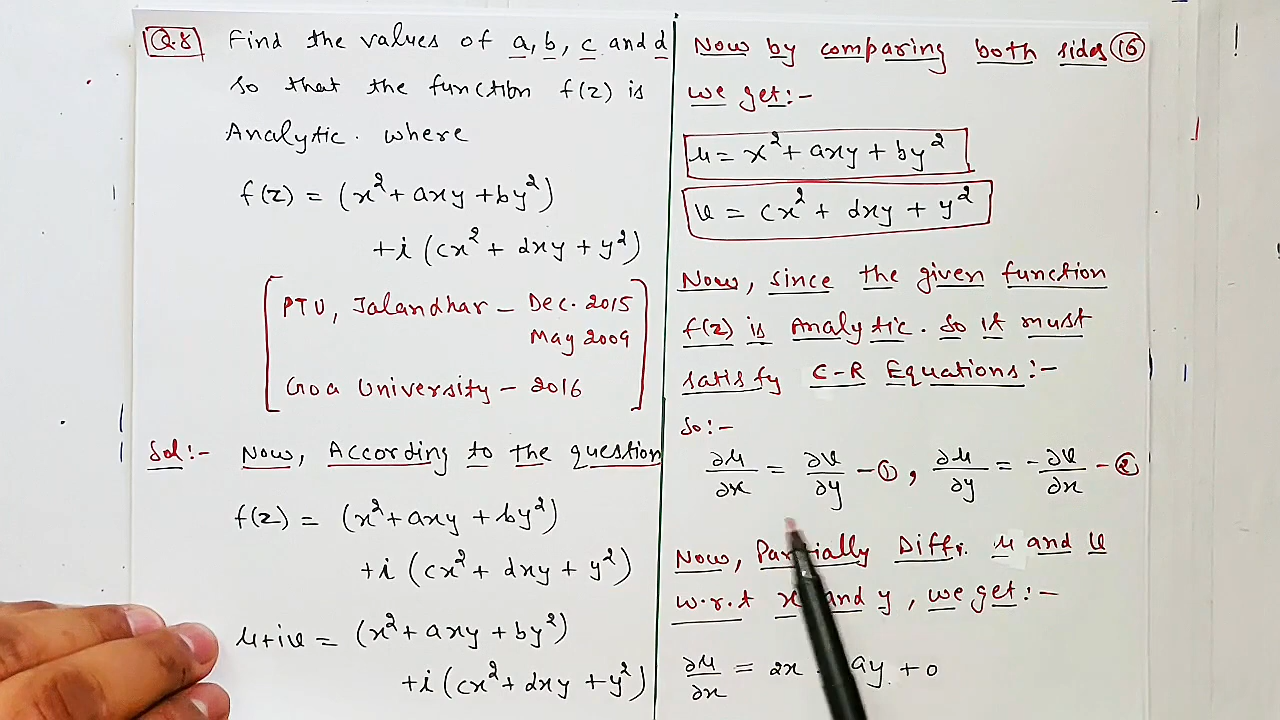 Q.8 Find the values of a, b, c and d
so that the function f(z) is
Analytic. where
f(z) = (x² + axy + by²)
+i (cx² + dxy + y²)
PTU, Jalandhar – Dec. 2015
May 2009
Goa University – 2016
Sol:- Now, According to the question
f(z) = (x² + axy + by²)
+i (cx² + dxy + y²)
u+iv = (x² + axy + by²)
+i (cx² + dxy + y²)
Now by comparing both sides 16
we get:-
u = x² + axy + by²
v = cx² + dxy + y²
Now, since the given function
f(z) is Analytic. So it must
satisfy C-R Equations:-
So:-
∂u/∂x = ∂v/∂y – ①, ∂u/∂y = -∂v/∂x – ②
Now, Partially Diff. u and v
w.r.t x and y, we get:-
∂u/∂x = 2x ay + 0